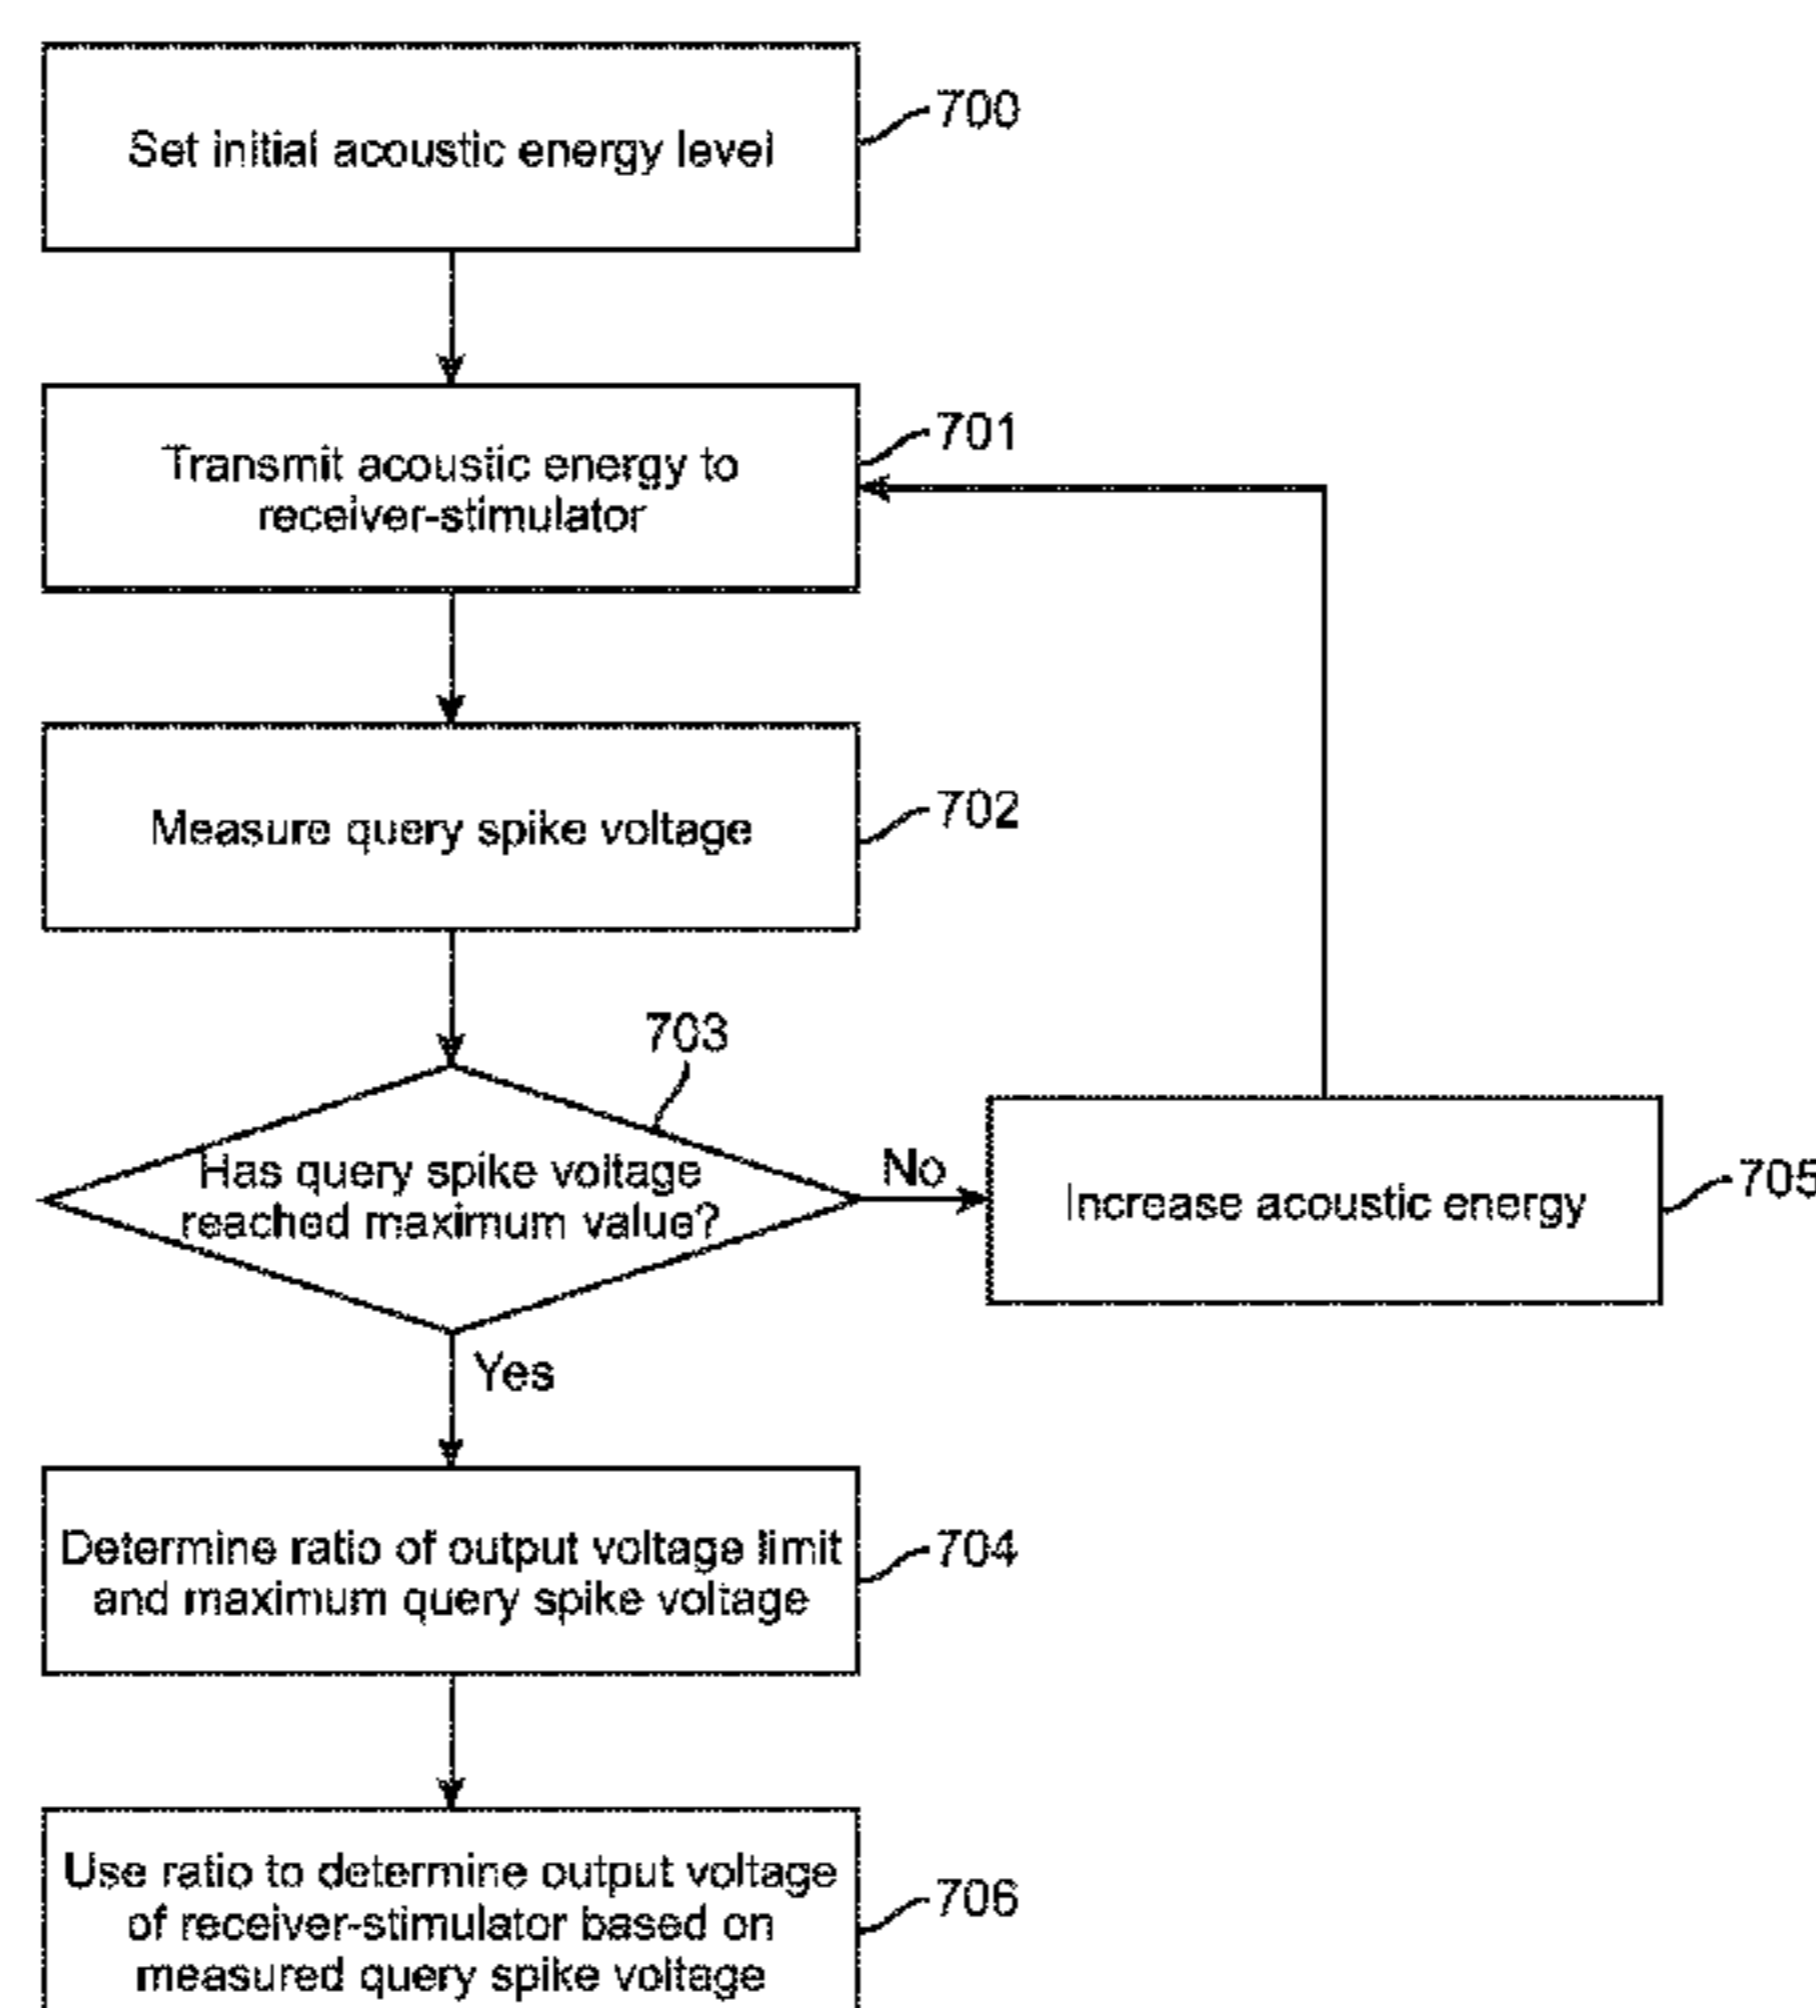 Set initial acoustic energy level
700
Transmit acoustic energy to
receiver-stimulator
701
Measure query spike voltage
702
703
Has query spike voltage
reached maximum value?
No
Increase acoustic energy
705
Yes
Determine ratio of output voltage limit
and maximum query spike voltage
704
Use ratio to determine output voltage
of receiver-stimulator based on
measured query spike voltage
706